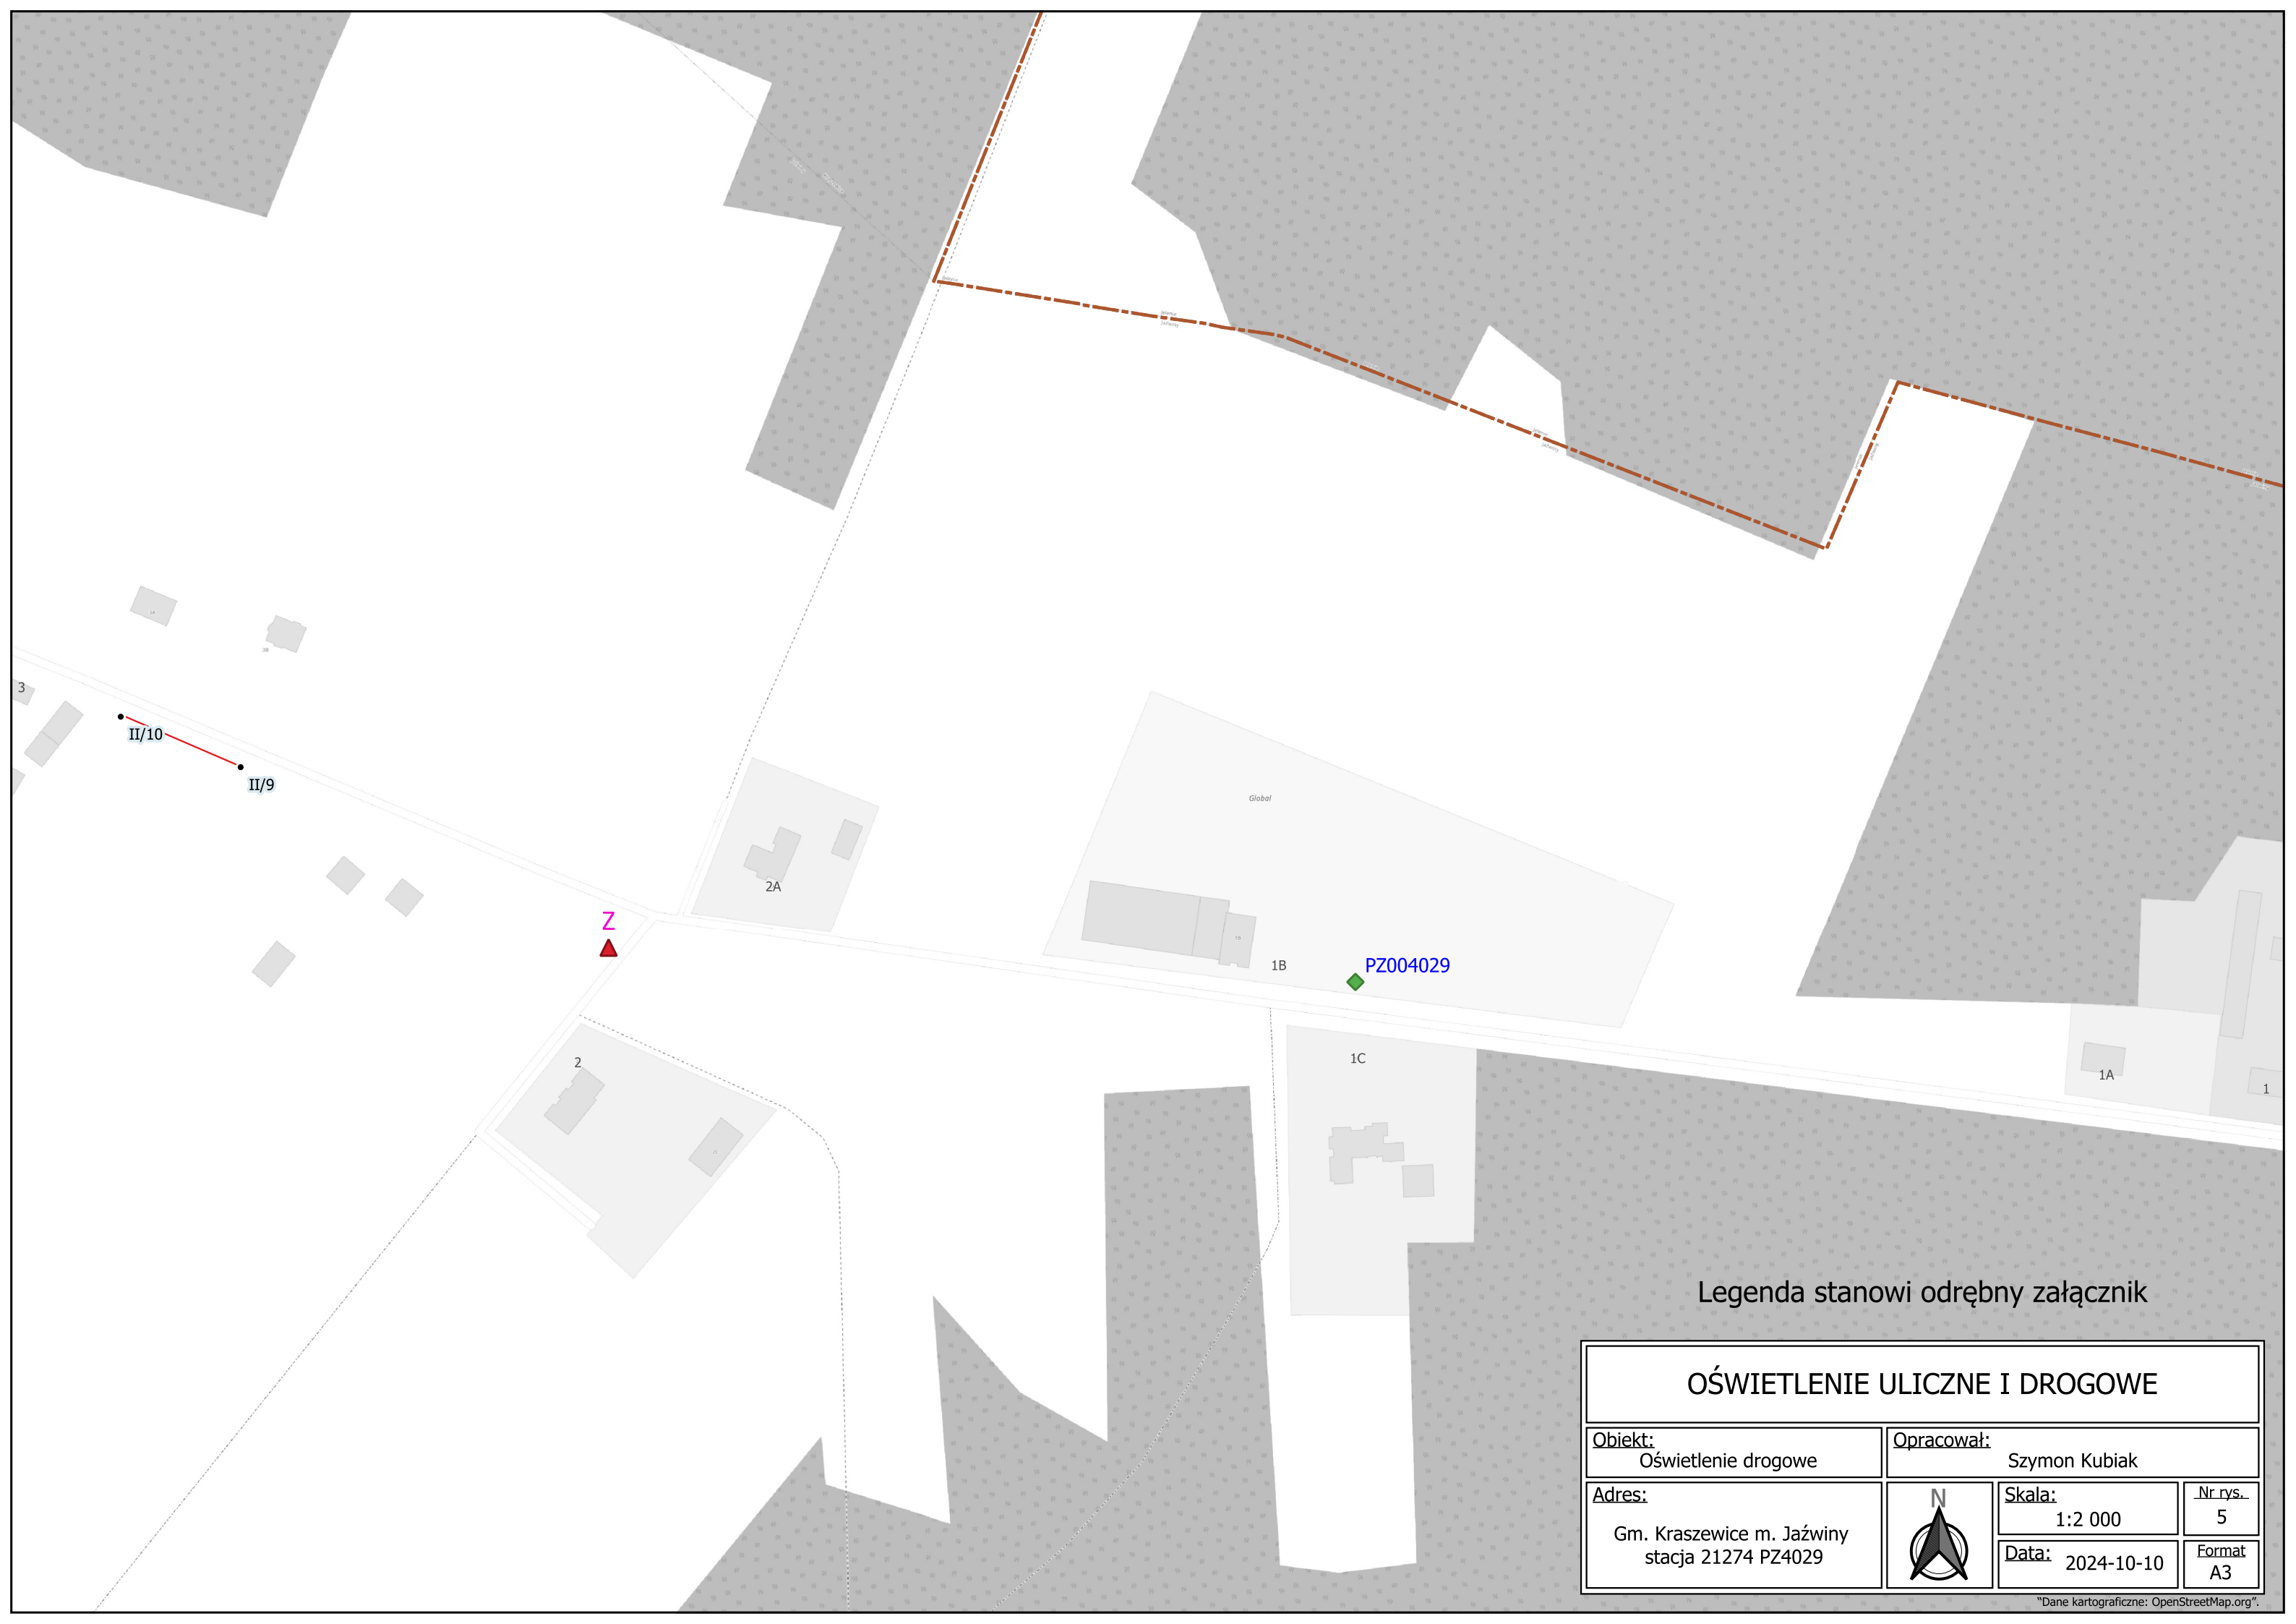 3B
3
II/10
II/9
Global
2A
Z
1B
PZ004029
2
1C
1A
1
Legenda stanowi odrębny załącznik
OŚWIETLENIE ULICZNE I DROGOWE
Obiekt:
Oświetlenie drogowe
Opracował:
Szymon Kubiak
Adres:
Gm. Kraszewice m. Jaźwiny
stacja 21274 PZ4029
N
Skala:
1:2 000
Nr rys.
5
Data: 2024-10-10
Format
A3
"Dane kartograficzne: OpenStreetMap.org".